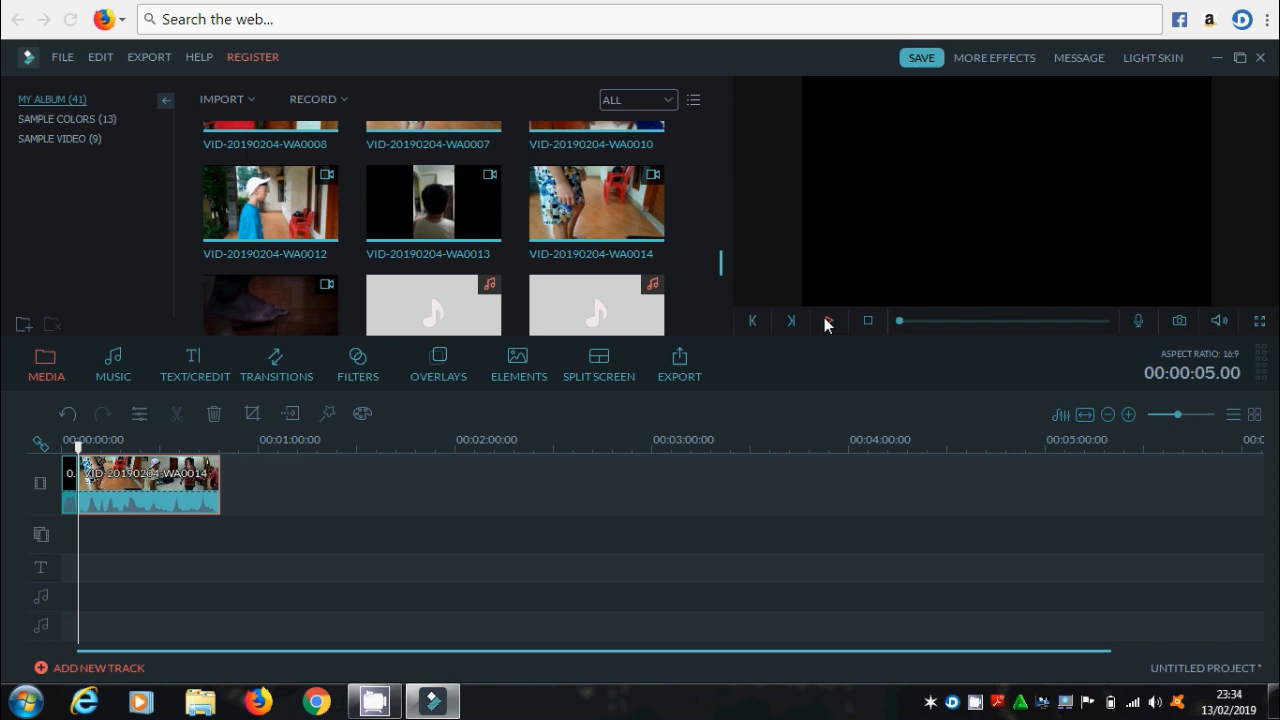 Search the web...
FILE EDIT EXPORT HELP REGISTER SAVE MORE EFFECTS MESSAGE LIGHT SKIN
MY ALBUM (41)
SAMPLE COLORS (13)
SAMPLE VIDEO (9)
IMPORT RECORD ALL
VID-20190204-WA0008 VID-20190204-WA0007 VID-20190204-WA0010
VID-20190204-WA0012 VID-20190204-WA0013 VID-20190204-WA0014
MEDIA MUSIC TEXT/CREDIT TRANSITIONS FILTERS OVERLAYS ELEMENTS SPLIT SCREEN EXPORT
ASPECT RATIO: 16:9
00:00:05.00
00:00:00:00 00:01:00:00 00:02:00:00 00:03:00:00 00:04:00:00 00:05:00:00
0. VID-20190204-WA0014
ADD NEW TRACK
UNTITLED PROJECT*
23:34
13/02/2019